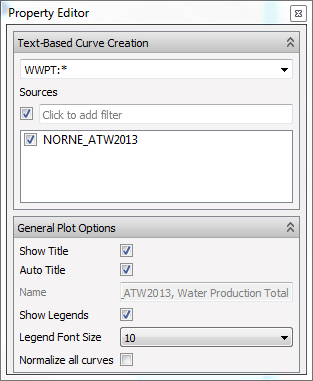 Property Editor
Text-Based Curve Creation
WWPT:*
Sources
Click to add filter
NORNE_ATW2013
General Plot Options
Show Title
Auto Title
Name _ATW2013, Water Production Total
Show Legends
Legend Font Size 10
Normalize all curves